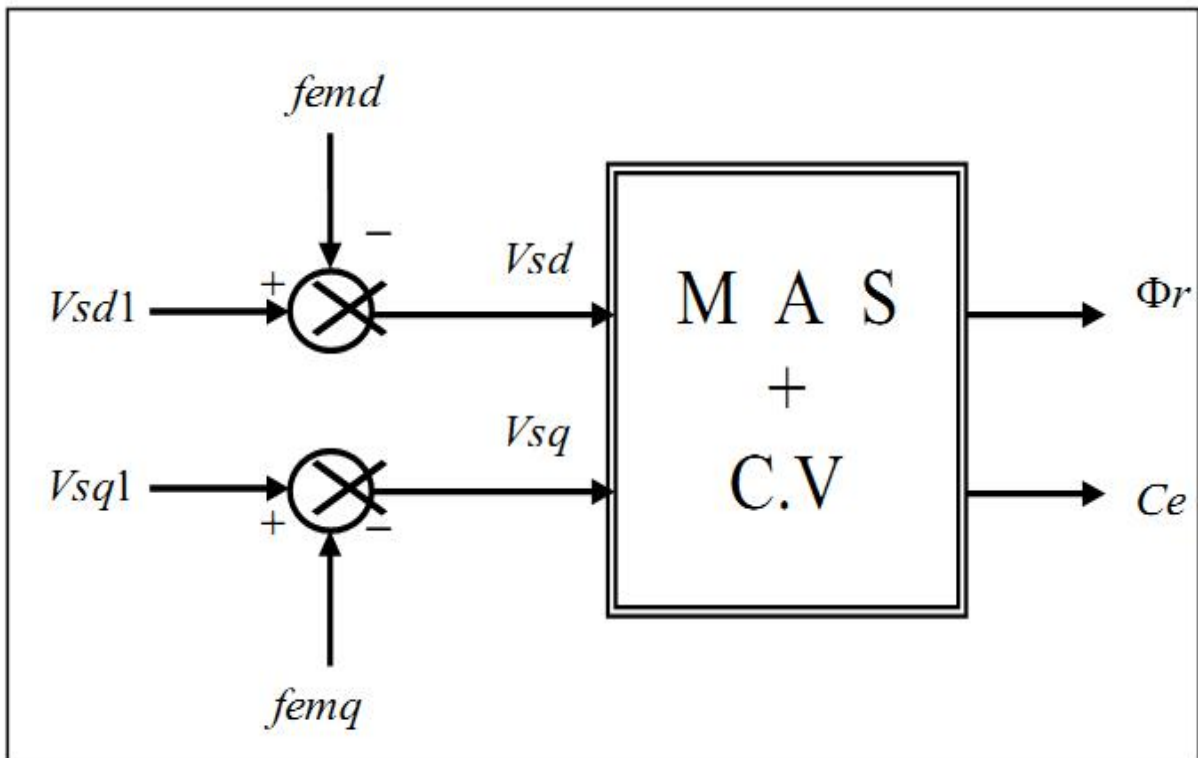 femd
−
+
Vsd1
Vsd
M A S
+
C.V
Φr
Vsq1
+
−
Vsq
Ce
femq